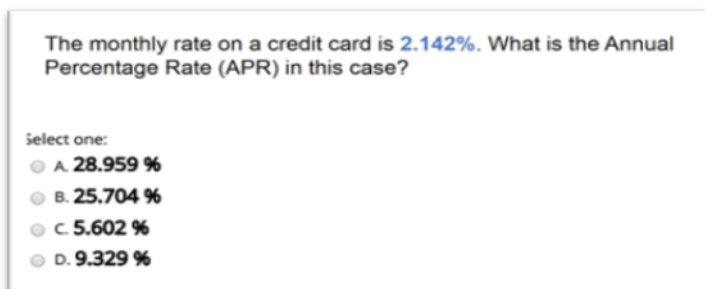 The monthly rate on a credit card is 2.142%. What is the Annual
Percentage Rate (APR) in this case?
Select one:
A. 28.959 %
B. 25.704 %
C. 5.602 %
D. 9.329 %